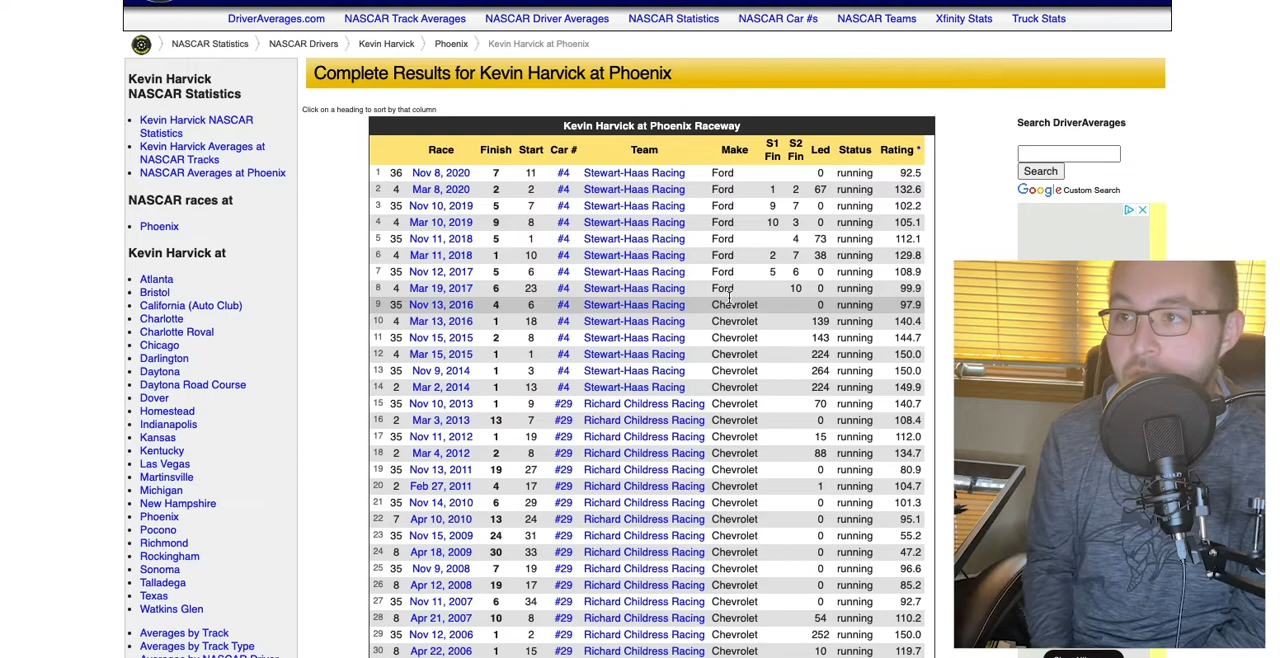 DriverAverages.com NASCAR Track Averages NASCAR Driver Averages NASCAR Statistics NASCAR Car #s NASCAR Teams Xfinity Stats Truck Stats
NASCAR Statistics NASCAR Drivers Kevin Harvick Phoenix Kevin Harvick at Phoenix
Kevin Harvick
NASCAR Statistics
Kevin Harvick NASCAR
Statistics
Kevin Harvick Averages at
NASCAR Tracks
NASCAR Averages at Phoenix
NASCAR races at
Phoenix
Kevin Harvick at
Atlanta
Bristol
California (Auto Club)
Charlotte
Charlotte Roval
Chicago
Darlington
Daytona
Daytona Road Course
Dover
Homestead
Indianapolis
Kansas
Kentucky
Las Vegas
Martinsville
Michigan
New Hampshire
Phoenix
Pocono
Richmond
Rockingham
Sonoma
Talladega
Texas
Watkins Glen
Averages by Track
Averages by Track Type
Complete Results for Kevin Harvick at Phoenix
Click on a heading to sort by that column
Kevin Harvick at Phoenix Raceway
Race Finish Start Car # Team Make S1 Fin S2 Fin Led Status Rating *
1 36 Nov 8, 2020 7 11 #4 Stewart-Haas Racing Ford 0 running 92.5
2 4 Mar 8, 2020 2 2 #4 Stewart-Haas Racing Ford 1 2 67 running 132.6
3 35 Nov 10, 2019 5 7 #4 Stewart-Haas Racing Ford 9 7 0 running 102.2
4 4 Mar 10, 2019 9 8 #4 Stewart-Haas Racing Ford 10 3 0 running 105.1
5 35 Nov 11, 2018 5 1 #4 Stewart-Haas Racing Ford 4 73 running 112.1
6 4 Mar 11, 2018 1 10 #4 Stewart-Haas Racing Ford 2 7 38 running 129.8
7 35 Nov 12, 2017 5 6 #4 Stewart-Haas Racing Ford 5 6 0 running 108.9
8 4 Mar 19, 2017 6 23 #4 Stewart-Haas Racing Ford 10 0 running 99.9
9 35 Nov 13, 2016 4 6 #4 Stewart-Haas Racing Chevrolet 0 running 97.9
10 4 Mar 13, 2016 1 18 #4 Stewart-Haas Racing Chevrolet 139 running 140.4
11 35 Nov 15, 2015 2 8 #4 Stewart-Haas Racing Chevrolet 143 running 144.7
12 4 Mar 15, 2015 1 1 #4 Stewart-Haas Racing Chevrolet 224 running 150.0
13 35 Nov 9, 2014 1 3 #4 Stewart-Haas Racing Chevrolet 264 running 150.0
14 2 Mar 2, 2014 1 13 #4 Stewart-Haas Racing Chevrolet 224 running 149.9
15 35 Nov 10, 2013 1 9 #29 Richard Childress Racing Chevrolet 70 running 140.7
16 2 Mar 3, 2013 13 7 #29 Richard Childress Racing Chevrolet 0 running 108.4
17 35 Nov 11, 2012 1 19 #29 Richard Childress Racing Chevrolet 15 running 112.0
18 2 Mar 4, 2012 2 8 #29 Richard Childress Racing Chevrolet 88 running 134.7
19 35 Nov 13, 2011 19 27 #29 Richard Childress Racing Chevrolet 0 running 80.9
20 2 Feb 27, 2011 4 17 #29 Richard Childress Racing Chevrolet 1 running 104.7
21 35 Nov 14, 2010 6 29 #29 Richard Childress Racing Chevrolet 0 running 101.3
22 7 Apr 10, 2010 13 24 #29 Richard Childress Racing Chevrolet 0 running 95.1
23 35 Nov 15, 2009 24 31 #29 Richard Childress Racing Chevrolet 0 running 55.2
24 8 Apr 18, 2009 30 33 #29 Richard Childress Racing Chevrolet 0 running 47.2
25 35 Nov 9, 2008 7 19 #29 Richard Childress Racing Chevrolet 0 running 96.6
26 8 Apr 12, 2008 19 17 #29 Richard Childress Racing Chevrolet 0 running 85.2
27 35 Nov 11, 2007 6 34 #29 Richard Childress Racing Chevrolet 0 running 92.7
28 8 Apr 21, 2007 10 8 #29 Richard Childress Racing Chevrolet 54 running 110.2
29 35 Nov 12, 2006 1 2 #29 Richard Childress Racing Chevrolet 252 running 150.0
30 8 Apr 22, 2006 1 15 #29 Richard Childress Racing Chevrolet 10 running 119.7
Search DriverAverages
Search
Google Custom Search